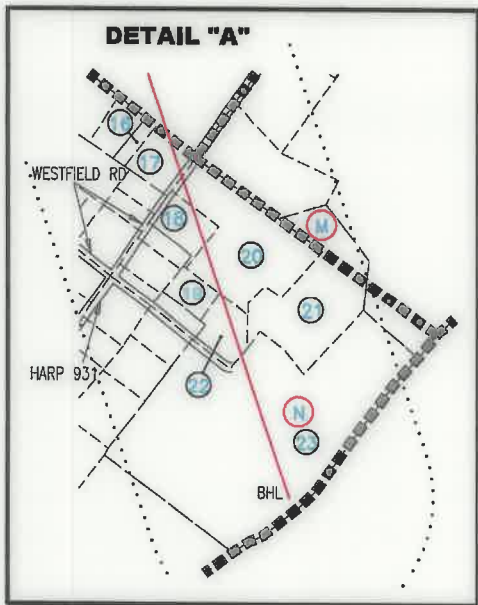 DETAIL "A"
16
17
WESTFIELD RD
18
M
20
19
21
HARP 931
22
N
23
BHL